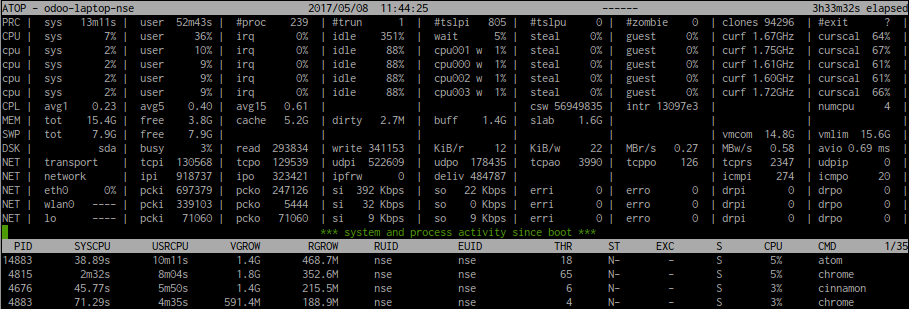 ATOP - odoo-laptop-nse 2017/05/08 11:44:25 ------ 3h33m32s elapsed
PRC | sys 13m11s | user 52m43s | #proc 239 | #trun 1 | #tslpi 805 | #tslpu 0 | #zombie 0 | clones 94296 | #exit ? |
CPU | sys 7% | user 36% | irq 0% | idle 351% | wait 5% | steal 0% | guest 0% | curf 1.67GHz | curscal 64% |
cpu | sys 2% | user 10% | irq 0% | idle 88% | cpu001 w 1% | steal 0% | guest 0% | curf 1.75GHz | curscal 67% |
cpu | sys 2% | user 9% | irq 0% | idle 88% | cpu000 w 1% | steal 0% | guest 0% | curf 1.61GHz | curscal 61% |
cpu | sys 2% | user 9% | irq 0% | idle 88% | cpu002 w 1% | steal 0% | guest 0% | curf 1.60GHz | curscal 61% |
cpu | sys 2% | user 9% | irq 0% | idle 88% | cpu003 w 1% | steal 0% | guest 0% | curf 1.72GHz | curscal 66% |
CPL | avg1 0.23 | avg5 0.40 | avg15 0.61 | | | csw 56949835 | intr 13097e3 | | numcpu 4 |
MEM | tot 15.4G | free 3.8G | cache 5.2G | dirty 2.7M | buff 1.4G | slab 1.6G | | | |
SWP | tot 7.9G | free 7.9G | | | | | | vmcom 14.8G | vmlim 15.6G |
DSK | sda | busy 3% | read 293834 | write 341153 | KiB/r 12 | KiB/w 22 | MBr/s 0.27 | MBw/s 0.58 | avio 0.69 ms |
NET | transport | tcpi 130568 | tcpo 129539 | udpi 522609 | udpo 178435 | tcpao 3990 | tcppo 126 | tcprs 2347 | udpip 0 |
NET | network | ipi 918737 | ipo 323421 | ipfrw 0 | deliv 484787 | | | icmpi 274 | icmpo 20 |
NET | eth0 0% | pcki 697379 | pcko 247126 | si 392 Kbps | so 22 Kbps | erri 0 | erro 0 | drpi 0 | drpo 0 |
NET | wlan0 ---- | pcki 339103 | pcko 5444 | si 32 Kbps | so 0 Kbps | erri 0 | erro 0 | drpi 0 | drpo 0 |
NET | lo ---- | pcki 71060 | pcko 71060 | si 9 Kbps | so 9 Kbps | erri 0 | erro 0 | drpi 0 | drpo 0 |
*** system and process activity since boot ***
PID SYSCPU USRCPU VGROW RGROW RUID EUID THR ST EXC S CPU CMD 1/35
14883 38.89s 10m11s 1.4G 468.7M nse nse 18 N- - S 5% atom
4815 2m32s 8m04s 1.8G 352.6M nse nse 65 N- - S 5% chrome
4676 45.77s 5m50s 1.4G 215.5M nse nse 6 N- - S 3% cinnamon
4883 71.29s 4m35s 591.4M 188.9M nse nse 4 N- - S 3% chrome